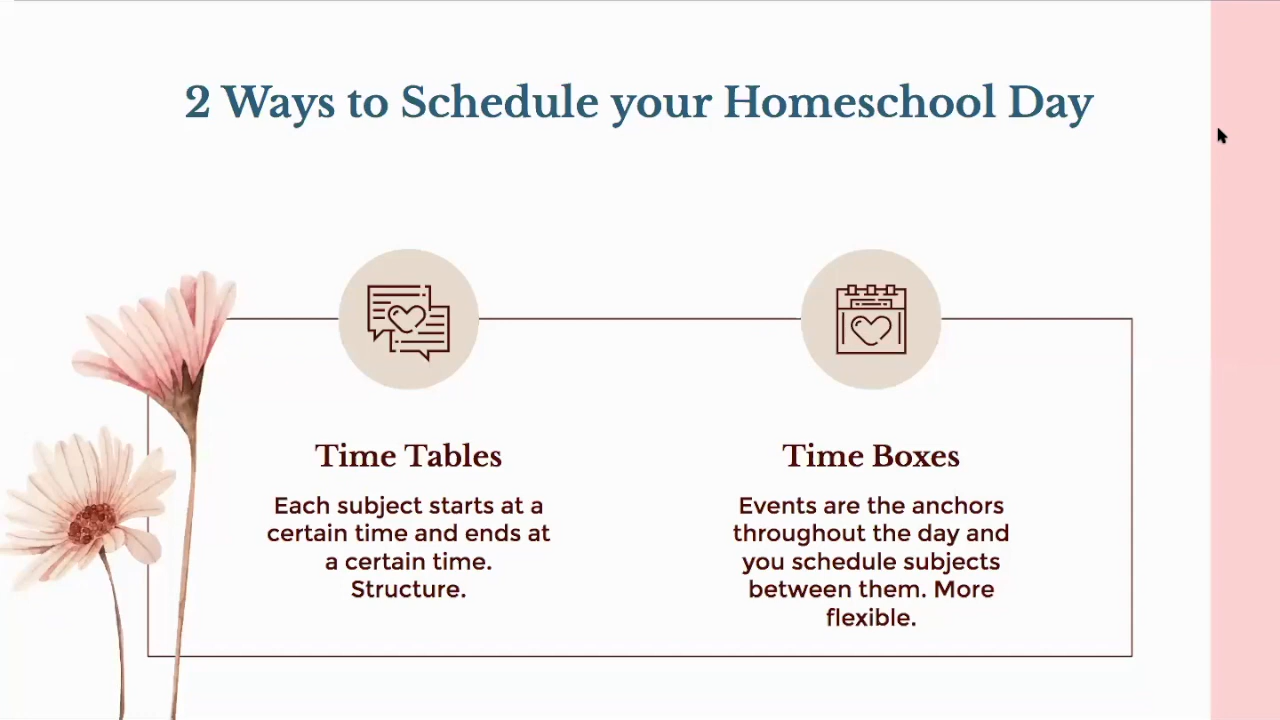 2 Ways to Schedule your Homeschool Day
Time Tables
Each subject starts at a
certain time and ends at
a certain time.
Structure.
Time Boxes
Events are the anchors
throughout the day and
you schedule subjects
between them. More
flexible.